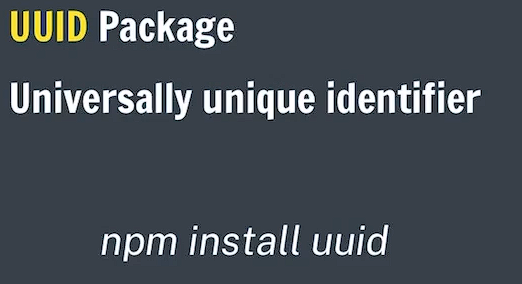 UUID Package
Universally unique identifier
npm install uuid